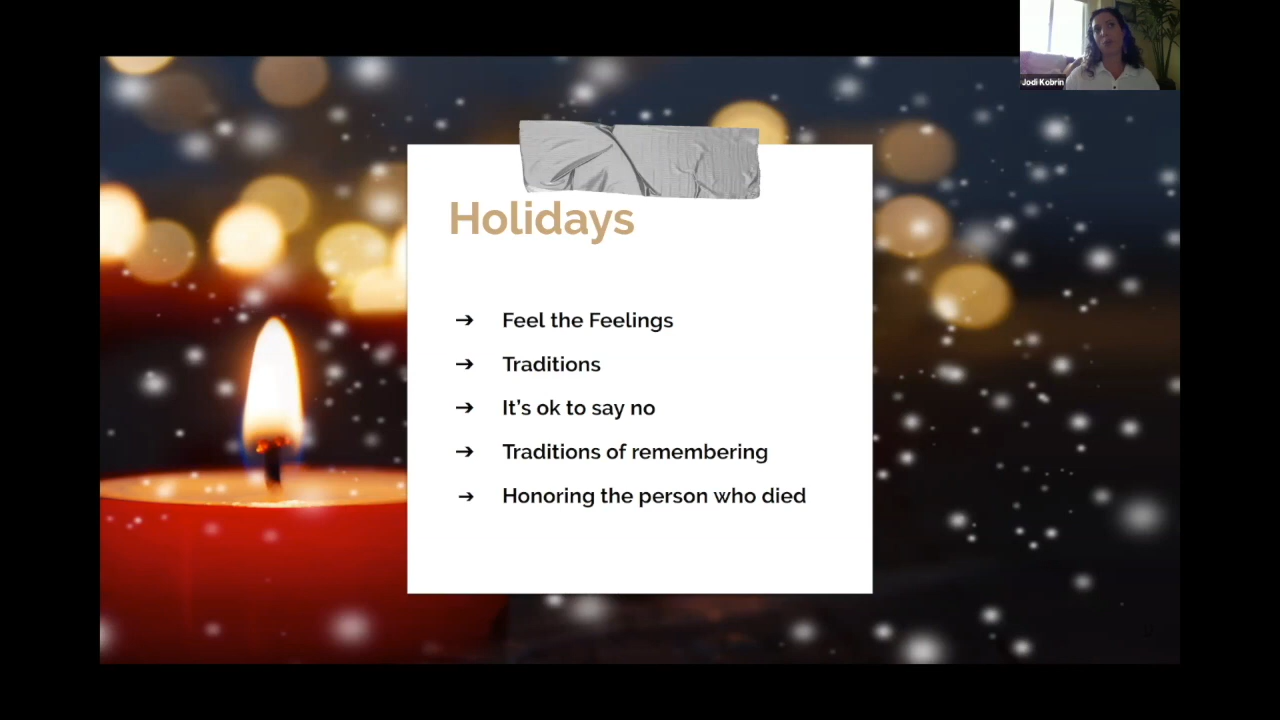 Jodi Kobrin
Holidays
➔ Feel the Feelings
➔ Traditions
➔ It's ok to say no
➔ Traditions of remembering
➔ Honoring the person who died